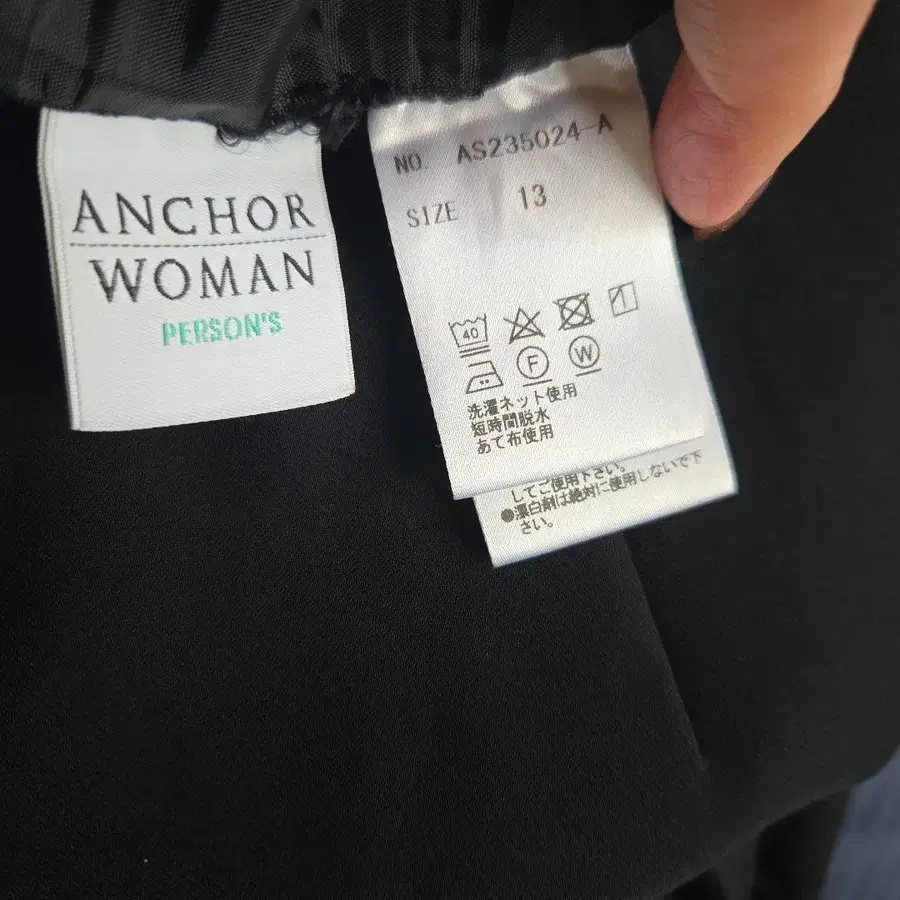 ANCHOR
WOMAN
PERSON'S
NO. AS235024-A
SIZE 13
40
F W
洗濯ネット使用
短時間脱水
あて布使用
してご使用下さい。
●漂白剤は絶対に使用しないで下
さい。